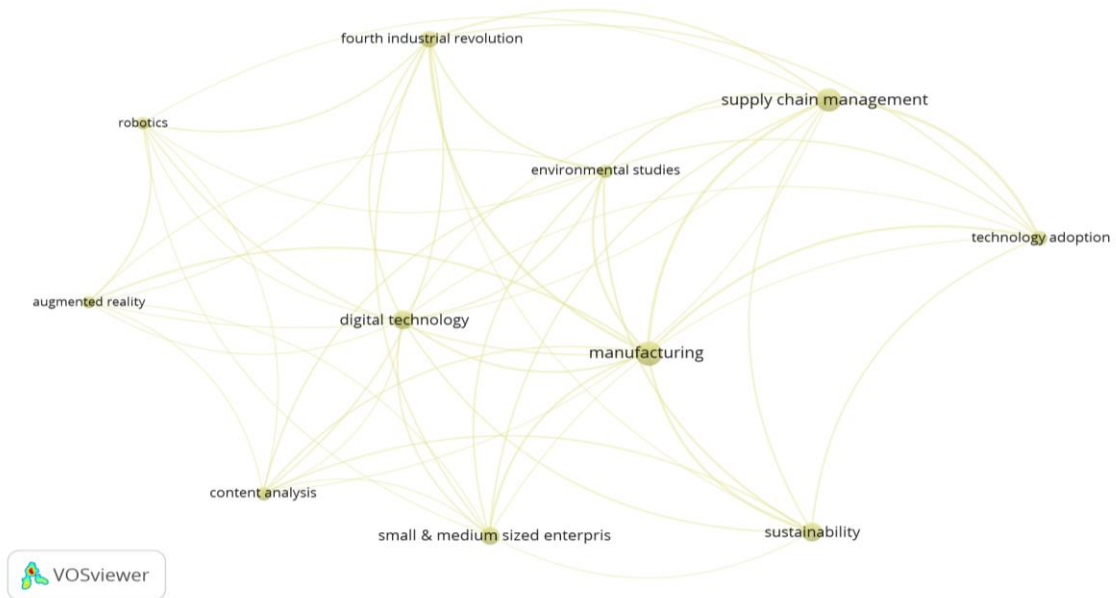 fourth industrial revolution
supply chain management
robotics
environmental studies
technology adoption
augmented reality
digital technology
manufacturing
content analysis
small & medium sized enterpris
sustainability
VOSviewer